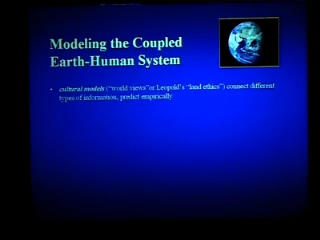 Modeling the Coupled
Earth-Human System
• cultural models ("world views"or Leopold's "land ethics") connect different
types of information, predict empirically